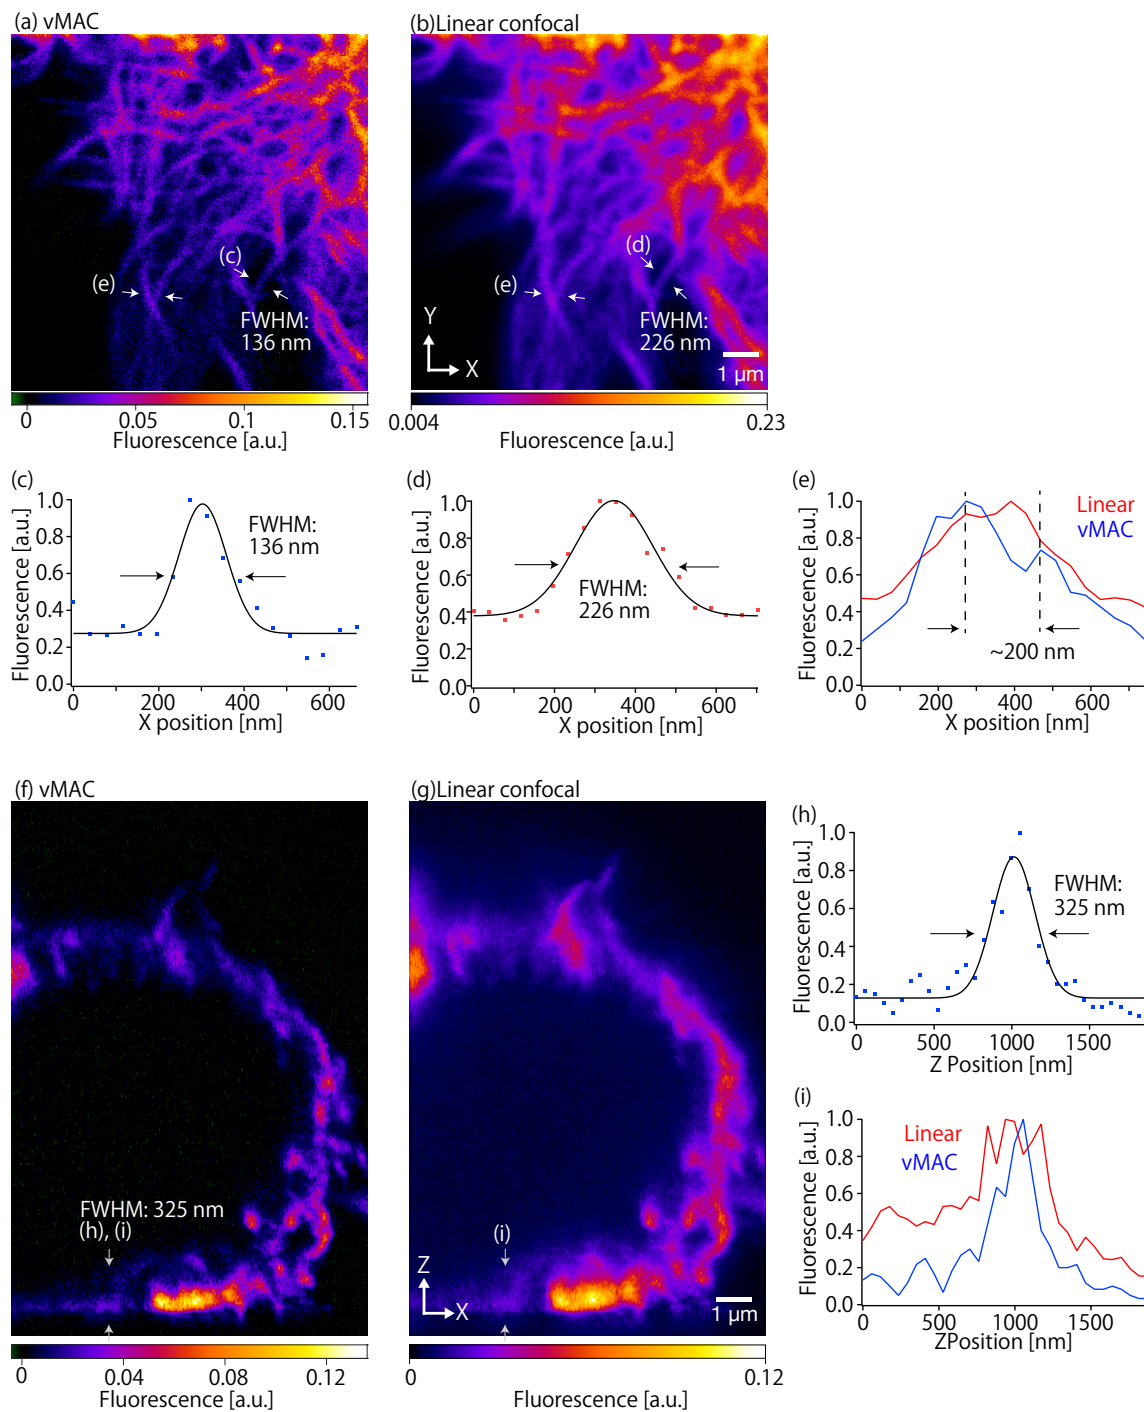 (a) vMAC
(b)Linear confocal
(c)
(e)
FWHM:
136 nm
(d)
(e)
FWHM:
226 nm
Y
X
1 µm
0 0.05 0.1 0.15
Fluorescence [a.u.]
0.004 0.23
Fluorescence [a.u.]
(c)
Fluorescence [a.u.]
1.0
0.8
0.6
0.4
0.2
0.0
FWHM:
136 nm
0 200 400 600
X position [nm]
(d)
Fluorescence [a.u.]
1.0
0.8
0.6
0.4
0.2
0.0
FWHM:
226 nm
0 200 400 600
X position [nm]
(e)
Fluorescence [a.u.]
1.0
0.8
0.6
0.4
0.2
0.0
Linear
vMAC
~200 nm
0 200 400 600
X position [nm]
(f) vMAC
FWHM: 325 nm
(h), (i)
0 0.04 0.08 0.12
Fluorescence [a.u.]
(g)Linear confocal
(i)
Z
X
1 µm
0 0.12
Fluorescence [a.u.]
(h)
Fluorescence [a.u.]
1.0
0.8
0.6
0.4
0.2
0.0
FWHM:
325 nm
0 500 1000 1500
Z Position [nm]
(i)
Fluorescence [a.u.]
1.0
0.8
0.6
0.4
0.2
0.0
Linear
vMAC
0 500 1000 1500
ZPosition [nm]